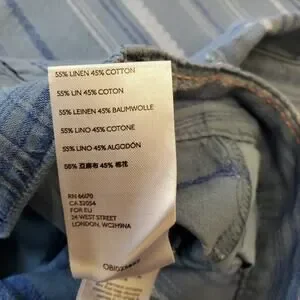 55% LINEN 45% COTTON
55% LIN 45% COTON
55% LEINEN 45% BAUMWOLLE
55% LINO 45% COTONE
55% LINO 45% ALGODÓN
55% 亚麻布 45% 棉花
RN 66170
CA 32054
FOR EU
24 WEST STREET
LONDON, WC2H9NA